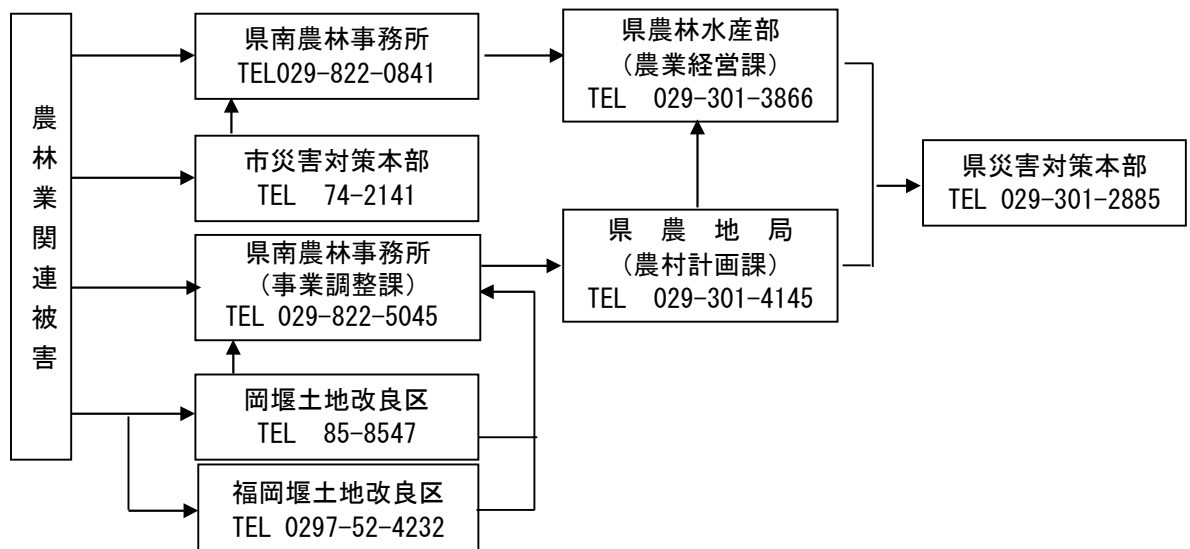 農林業関連被害
県南農林事務所
TEL029-822-0841
市災害対策本部
TEL 74-2141
県南農林事務所
（事業調整課）
TEL 029-822-5045
岡堰土地改良区
TEL 85-8547
福岡堰土地改良区
TEL 0297-52-4232
県農林水産部
（農業経営課）
TEL 029-301-3866
県 農 地 局
（農村計画課）
TEL 029-301-4145
県災害対策本部
TEL 029-301-2885